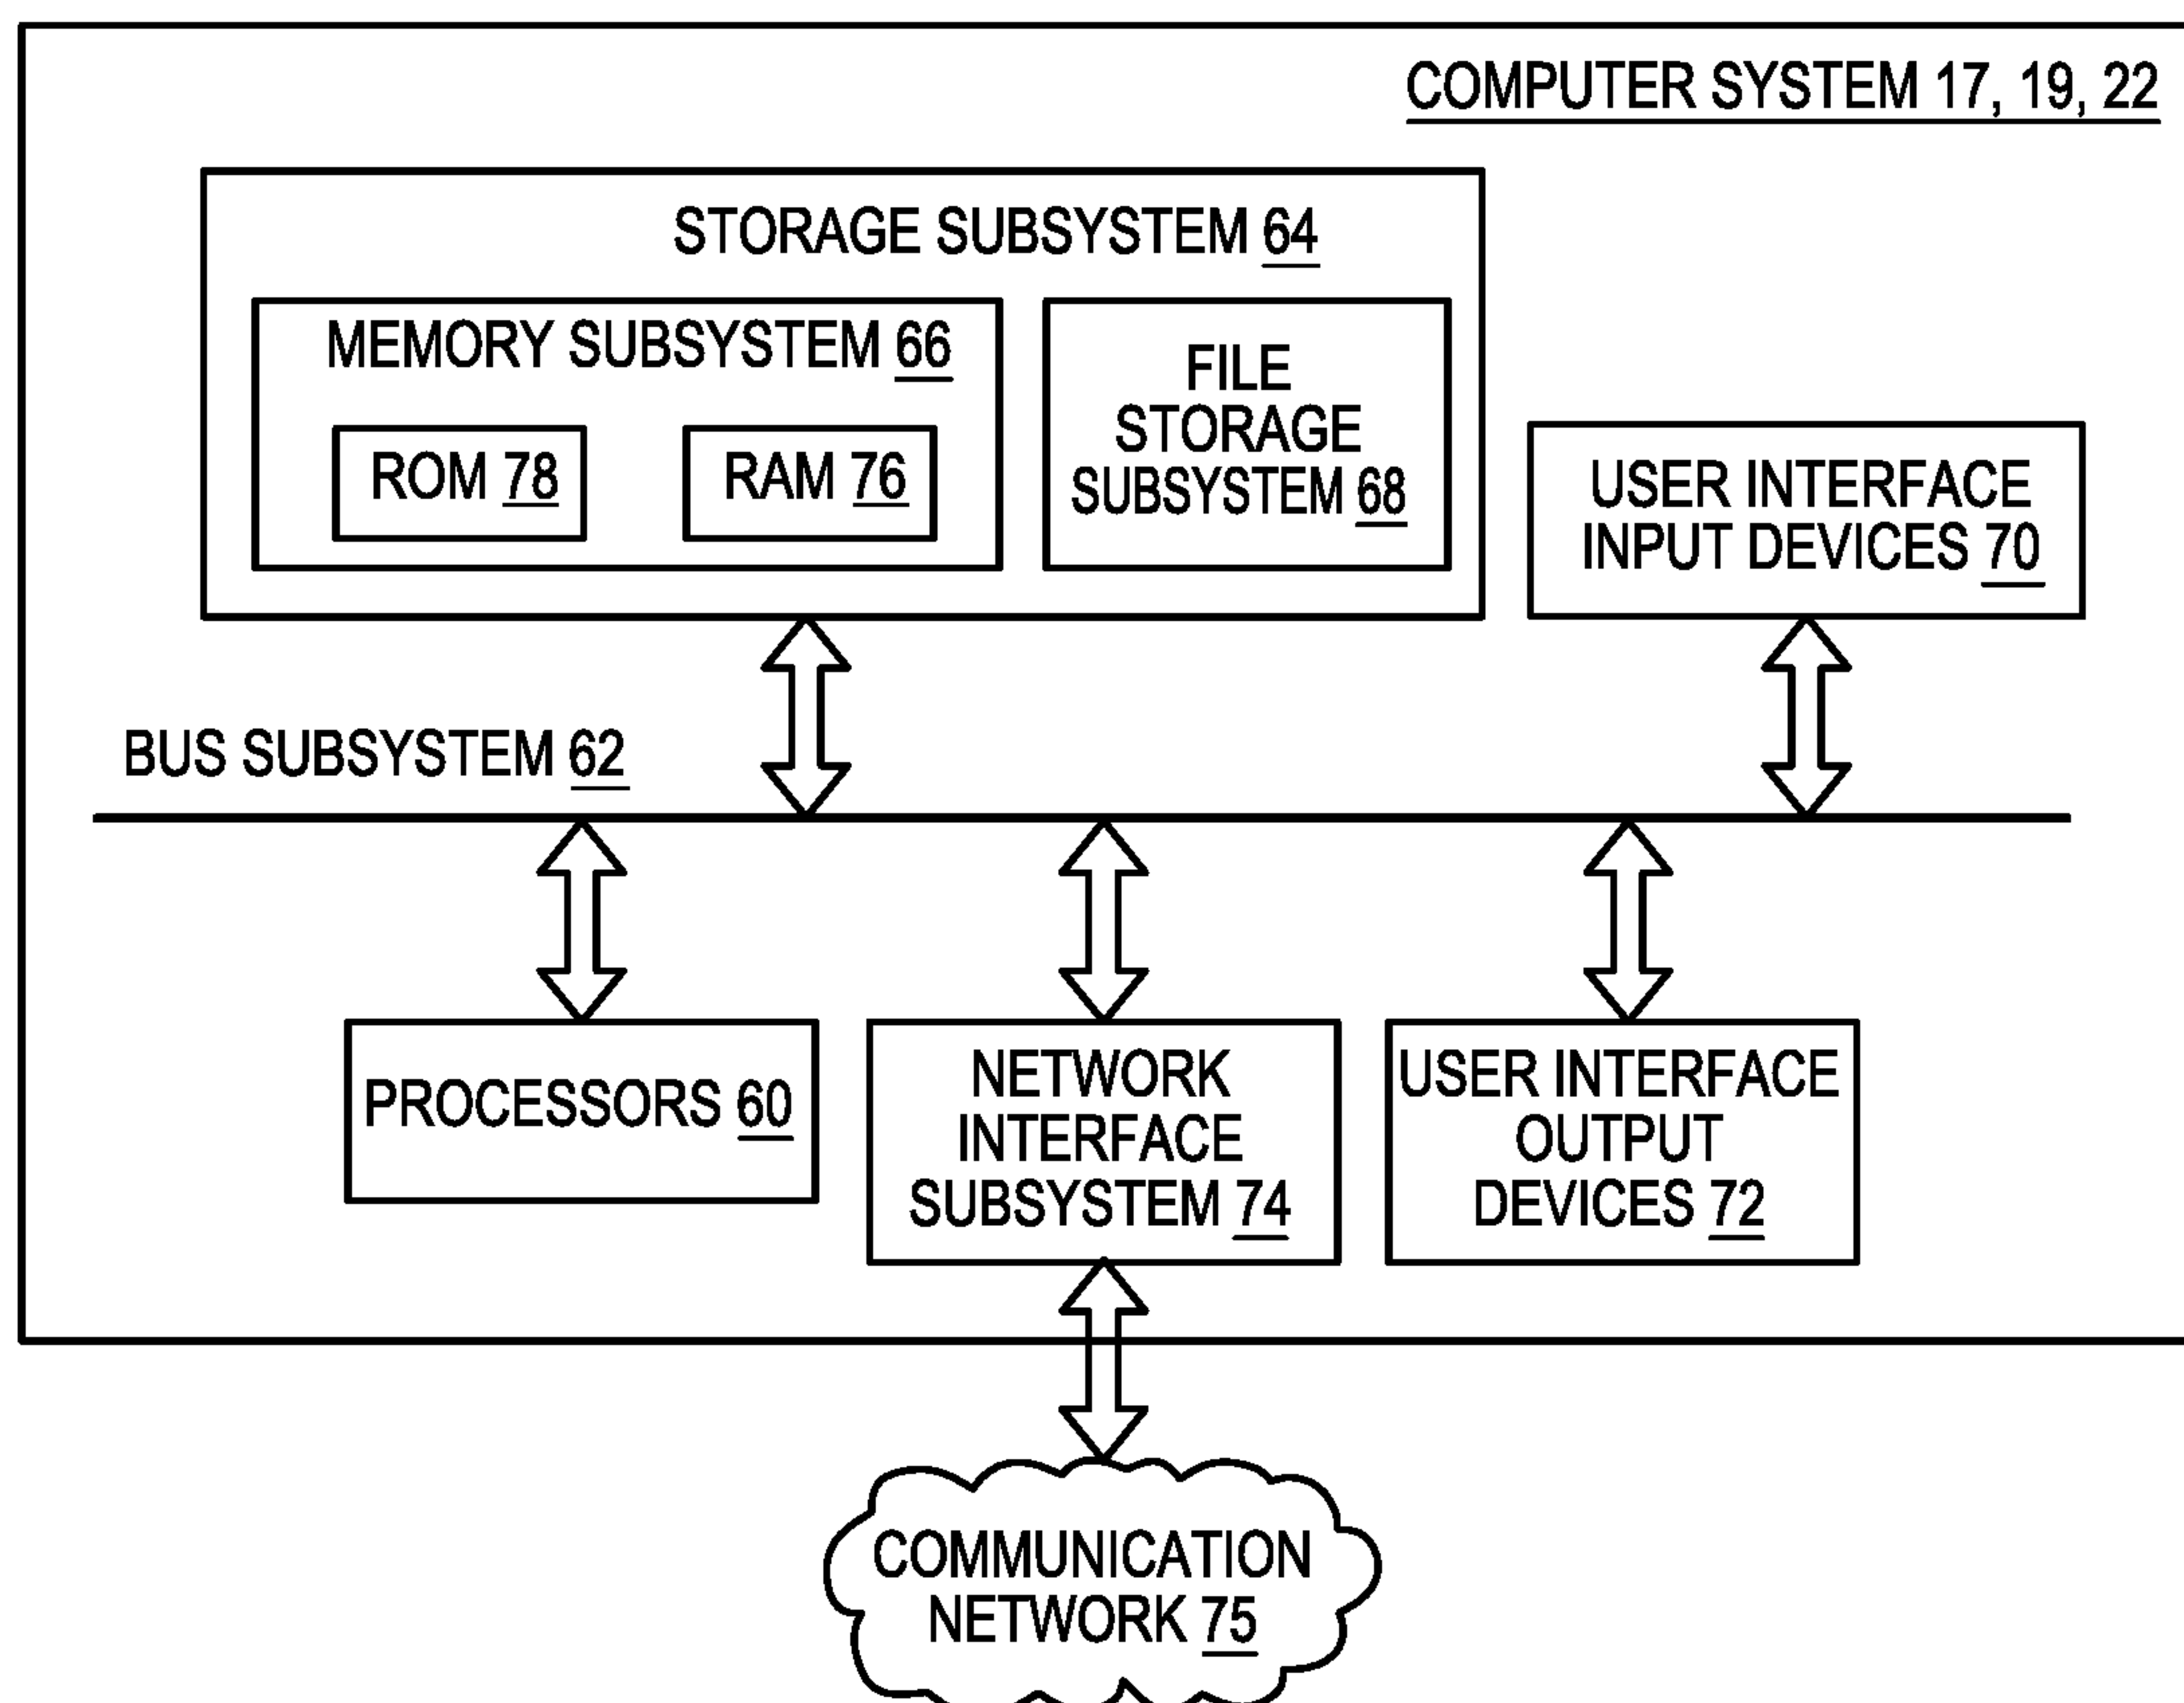 COMPUTER SYSTEM 17, 19, 22
STORAGE SUBSYSTEM 64
MEMORY SUBSYSTEM 66
ROM 78
RAM 76
FILE
STORAGE
SUBSYSTEM 68
USER INTERFACE
INPUT DEVICES 70
BUS SUBSYSTEM 62
PROCESSORS 60
NETWORK
INTERFACE
SUBSYSTEM 74
USER INTERFACE
OUTPUT
DEVICES 72
COMMUNICATION
NETWORK 75